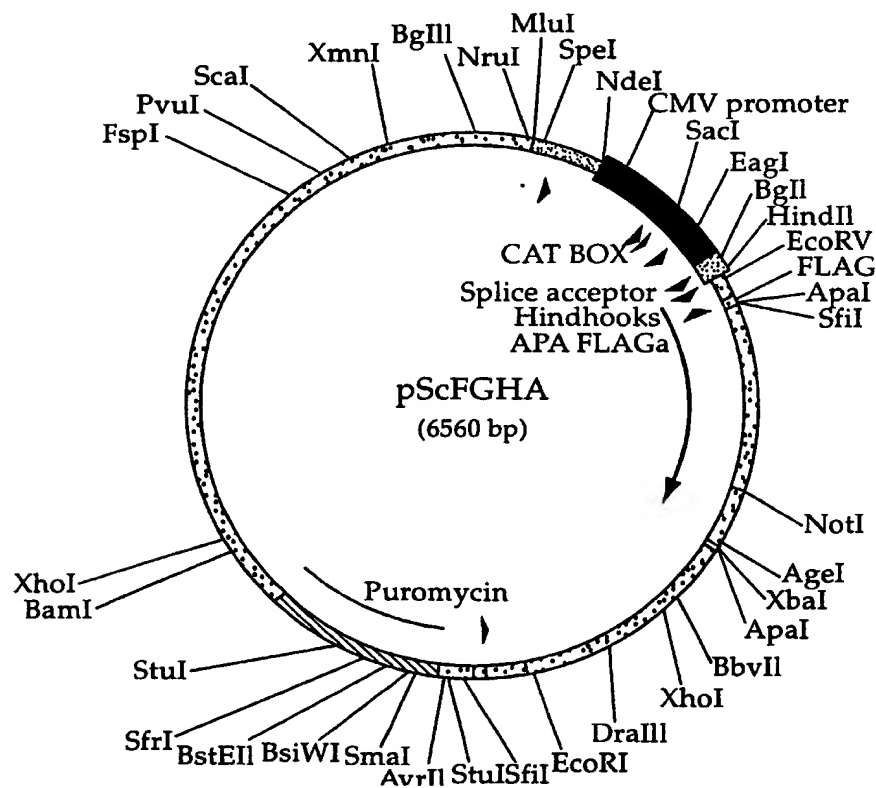 MluI
BglII
SpeI
XmnI
NruI
ScaI
NdeI
PvuI
CMV promoter
FspI
SacI
EagI
BglI
HindII
EcoRV
CAT BOX
FLAG
Splice acceptor
ApaI
Hindhooks
SfiI
APA FLAGa
pScFGHA
(6560 bp)
NotI
XhoI
Puromycin
AgeI
BamI
XbaI
ApaI
StuI
BbvII
XhoI
SfrI
DraIII
BstEII
BsiWI
SmaI
AvrII
StuI
SfiI
EcoRI